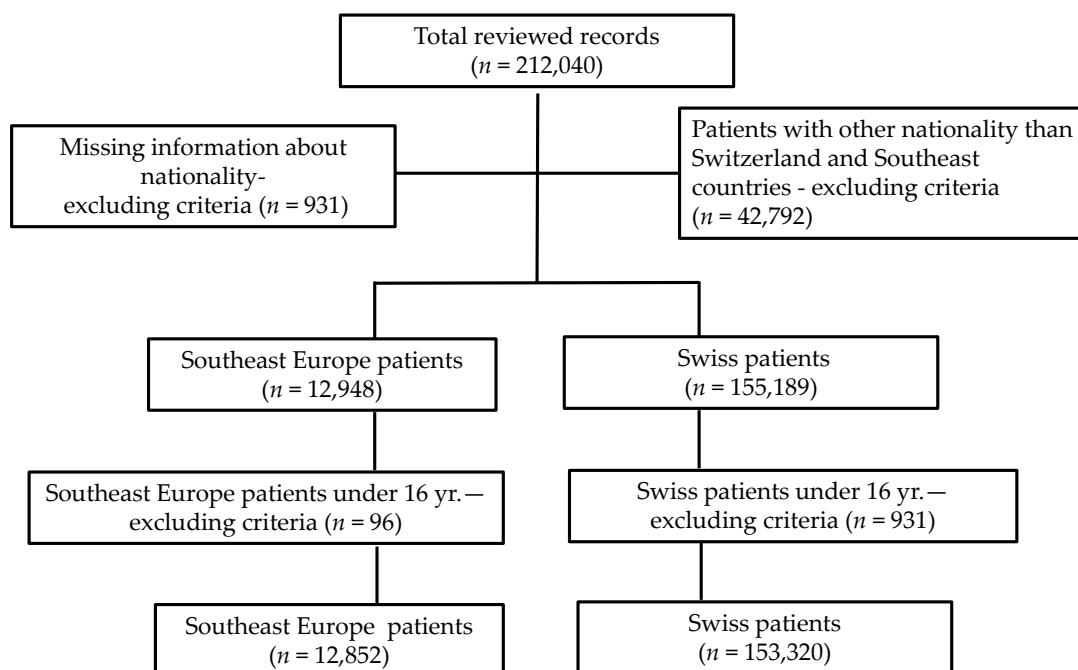 Total reviewed records
(n = 212,040)
Missing information about
nationality-
excluding criteria (n = 931)
Patients with other nationality than
Switzerland and Southeast
countries - excluding criteria
(n = 42,792)
Southeast Europe patients
(n = 12,948)
Swiss patients
(n = 155,189)
Southeast Europe patients under 16 yr.—
excluding criteria (n = 96)
Swiss patients under 16 yr.—
excluding criteria (n = 931)
Southeast Europe patients
(n = 12,852)
Swiss patients
(n = 153,320)